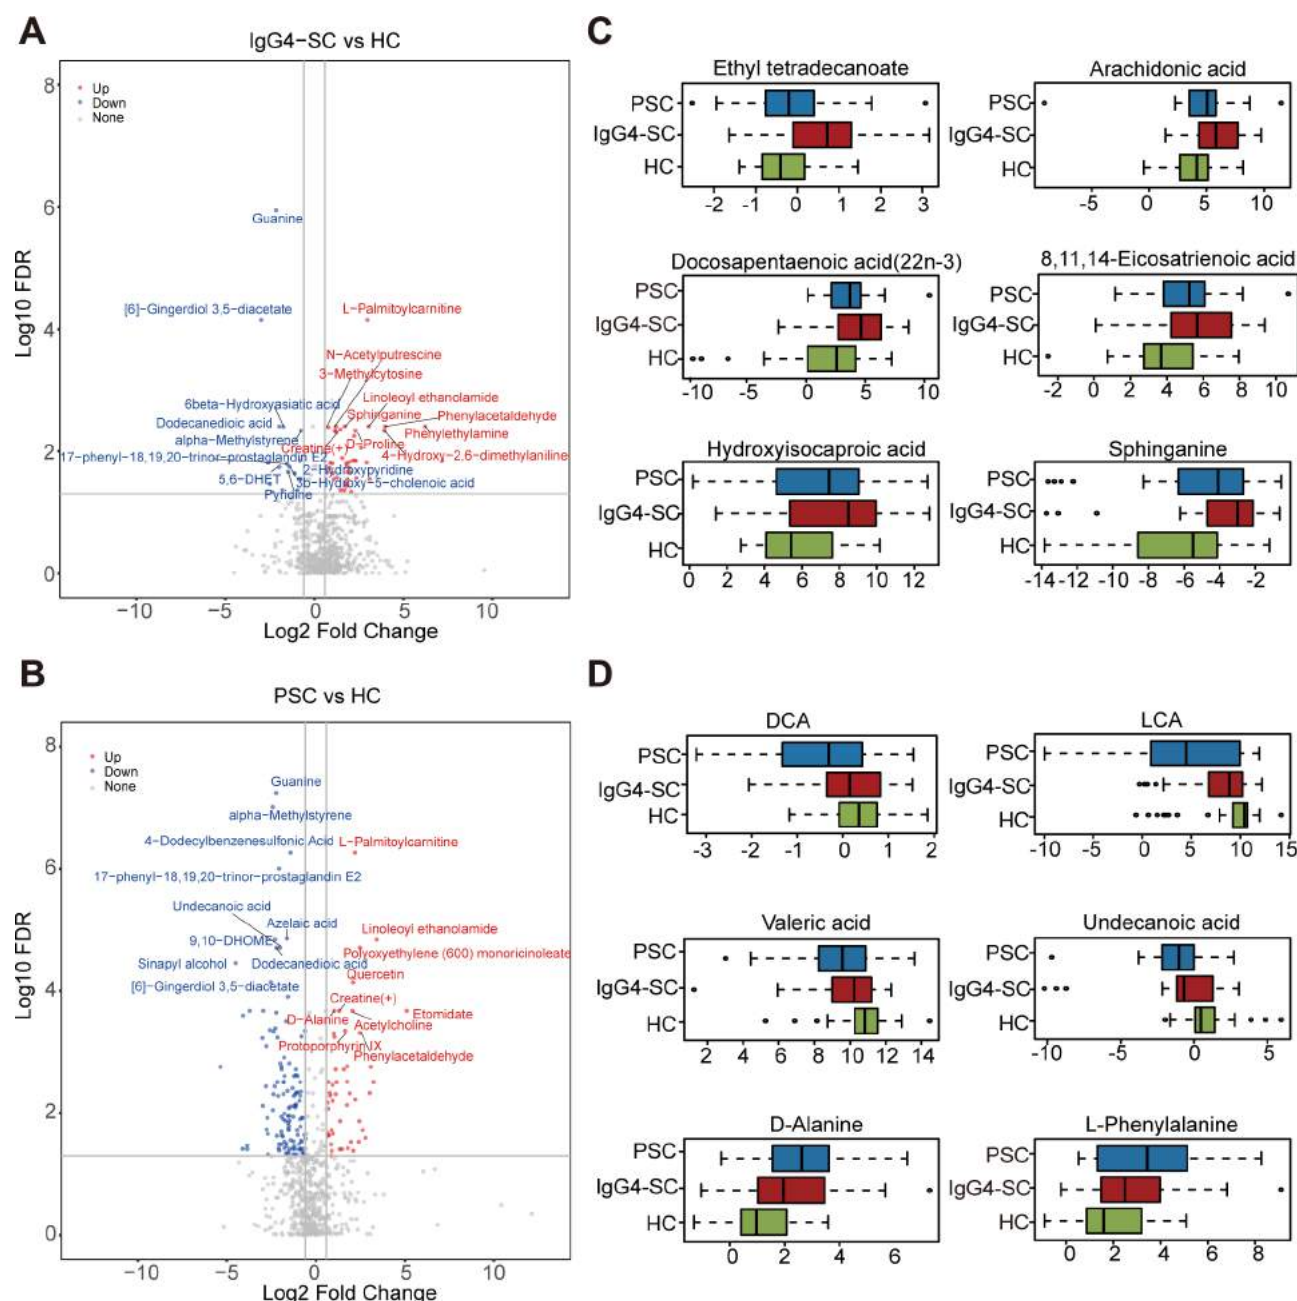 A
IgG4-SC vs HC
Up
Down
None
8
6
4
2
0
Log10 FDR
Guanine
[6]-Gingerdiol 3,5-diacetate
L-Palmitoylcarnitine
N-Acetylputrescine
3-Methylcytosine
6beta-Hydroxyasiatic acid
Linoleoyl ethanolamide
Dodecanedioic acid
Sphinganine
Phenylacetaldehyde
alpha-Methylstyrene
Phenylethylamine
Creatine(+)
D-Proline
17-phenyl-18,19,20-trinor-prostaglandin E2
4-Hydroxy-2,6-dimethylaniline
5,6-DHET
2-Hydroxypyridine
3b-Hydroxy-5-cholenoic acid
Pyridine
-10 -5 0 5 10
Log2 Fold Change
B
PSC vs HC
Up
Down
None
8
6
4
2
0
Log10 FDR
Guanine
alpha-Methylstyrene
4-Dodecylbenzenesulfonic Acid
L-Palmitoylcarnitine
17-phenyl-18,19,20-trinor-prostaglandin E2
Undecanoic acid
Azelaic acid
Linoleoyl ethanolamide
9,10-DHOME
Polyoxyethylene (600) monoricinoleate
Sinapyl alcohol
Dodecanedioic acid
Quercetin
[6]-Gingerdiol 3,5-diacetate
Creatine(+)
Etomidate
D-Alanine
Acetylcholine
Protoporphyrin IX
Phenylacetaldehyde
-10 -5 0 5 10
Log2 Fold Change
C
Ethyl tetradecanoate
PSC
IgG4-SC
HC
-2 -1 0 1 2 3
Arachidonic acid
PSC
IgG4-SC
HC
-5 0 5 10
Docosapentaenoic acid(22n-3)
PSC
IgG4-SC
HC
-10 -5 0 5 10
8,11,14-Eicosatrienoic acid
PSC
IgG4-SC
HC
-2 0 2 4 6 8 10
Hydroxyisocaproic acid
PSC
IgG4-SC
HC
0 2 4 6 8 10 12
Sphinganine
PSC
IgG4-SC
HC
-14 -12 -10 -8 -6 -4 -2
D
DCA
PSC
IgG4-SC
HC
-3 -2 -1 0 1 2
LCA
PSC
IgG4-SC
HC
-10 -5 0 5 10 15
Valeric acid
PSC
IgG4-SC
HC
2 4 6 8 10 12 14
Undecanoic acid
PSC
IgG4-SC
HC
-10 -5 0 5
D-Alanine
PSC
IgG4-SC
HC
0 2 4 6
L-Phenylalanine
PSC
IgG4-SC
HC
0 2 4 6 8